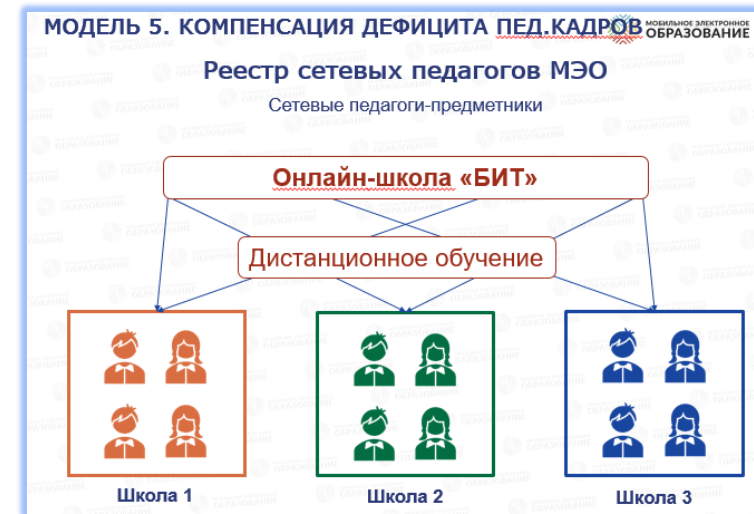 МОДЕЛЬ 5. КОМПЕНСАЦИЯ ДЕФИЦИТА ПЕД.КАДРОВ
МОБИЛЬНОЕ ЭЛЕКТРОННОЕ
ОБРАЗОВАНИЕ
Реестр сетевых педагогов МЭО
Сетевые педагоги-предметники
Онлайн-школа «БИТ»
Дистанционное обучение
Школа 1
Школа 2
Школа 3